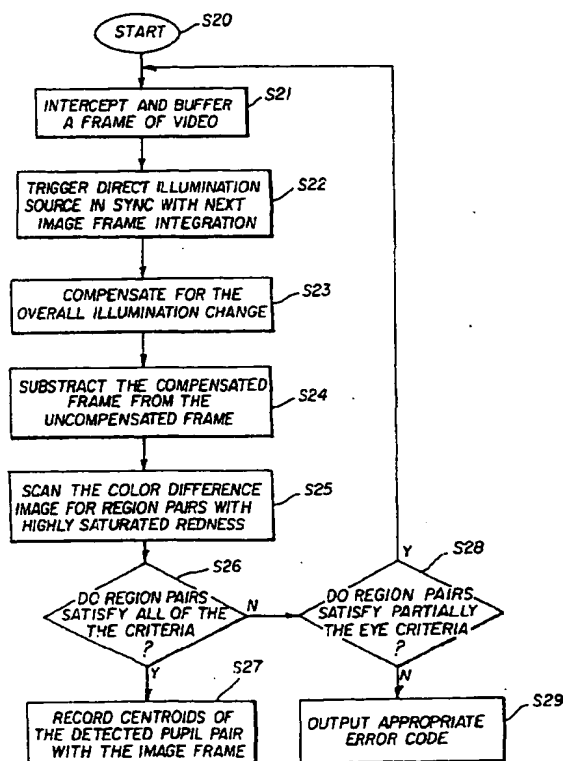 START
S20
INTERCEPT AND BUFFER
A FRAME OF VIDEO
S21
TRIGGER DIRECT ILLUMINATION
SOURCE IN SYNC WITH NEXT
IMAGE FRAME INTEGRATION
S22
COMPENSATE FOR THE
OVERALL ILLUMINATION CHANGE
S23
SUBSTRACT THE COMPENSATED
FRAME FROM THE
UNCOMPENSATED FRAME
S24
SCAN THE COLOR DIFFERENCE
IMAGE FOR REGION PAIRS WITH
HIGHLY SATURATED REDNESS
S25
S26
DO REGION PAIRS
SATISFY ALL OF THE
THE CRITERIA
?
N
Y
Y
S28
DO REGION PAIRS
SATISFY PARTIALLY
THE EYE CRITERIA
?
N
S27
RECORD CENTROIDS OF
THE DETECTED PUPIL PAIR
WITH THE IMAGE FRAME
OUTPUT APPROPRIATE
ERROR CODE
S29